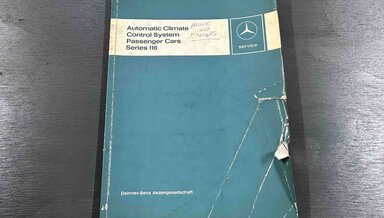 Automatic Climate
Control System
Passenger Cars
Series 116
service
Daimler-Benz Aktiengesellschaft